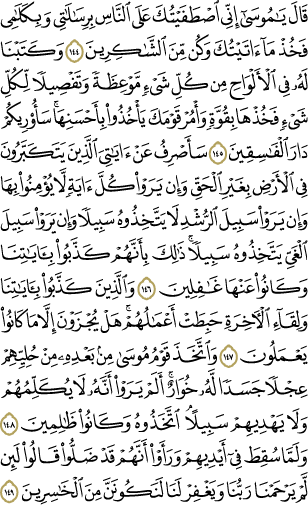 قَالَ يَٰمُوسَىٰٓ إِنِّى ٱصۡطَفَيۡتُكَ عَلَى ٱلنَّاسِ بِرِسَٰلَٰتِى وَبِكَلَٰمِى
فَخُذۡ مَآ ءَاتَيۡتُكَ وَكُن مِّنَ ٱلشَّٰكِرِينَ ١٤٤ وَكَتَبۡنَا
لَهُۥ فِى ٱلۡأَلۡوَاحِ مِن كُلِّ شَىۡءٍ مَّوۡعِظَةً وَتَفۡصِيلًا لِّكُلِّ
شَىۡءٍ فَخُذۡهَا بِقُوَّةٍ وَأۡمُرۡ قَوۡمَكَ يَأۡخُذُواْ بِأَحۡسَنِهَاۚ سَأُوْرِيكُمۡ
دَارَ ٱلۡفَٰسِقِينَ ١٤٥ سَأَصۡرِفُ عَنۡ ءَايَٰتِىَ ٱلَّذِينَ يَتَكَبَّرُونَ
فِى ٱلۡأَرۡضِ بِغَيۡرِ ٱلۡحَقِّ وَإِن يَرَوۡاْ كُلَّ ءَايَةٍ لَّا يُؤۡمِنُواْ بِهَا
وَإِن يَرَوۡاْ سَبِيلَ ٱلرُّشۡدِ لَا يَتَّخِذُوهُ سَبِيلًا وَإِن يَرَوۡاْ سَبِيلَ
ٱلۡغَىِّ يَتَّخِذُوهُ سَبِيلًاۚ ذَٰلِكَ بِأَنَّهُمۡ كَذَّبُواْ بِـَٔايَٰتِنَا
وَكَانُواْ عَنۡهَا غَٰفِلِينَ ١٤٦ وَٱلَّذِينَ كَذَّبُواْ بِـَٔايَٰتِنَا
وَلِقَآءِ ٱلۡأٓخِرَةِ حَبِطَتۡ أَعۡمَٰلُهُمۡۚ هَلۡ يُجۡزَوۡنَ إِلَّا مَا كَانُواْ
يَعۡمَلُونَ ١٤٧ وَٱتَّخَذَ قَوۡمُ مُوسَىٰ مِنۢ بَعۡدِهِۦ مِنۡ حُلِيِّهِمۡ
عِجۡلًا جَسَدًا لَّهُۥ خُوَارٌۚ أَلَمۡ يَرَوۡاْ أَنَّهُۥ لَا يُكَلِّمُهُمۡ
وَلَا يَهۡدِيهِمۡ سَبِيلًاۘ ٱتَّخَذُوهُ وَكَانُواْ ظَٰلِمِينَ ١٤٨
وَلَمَّا سُقِطَ فِىٓ أَيۡدِيهِمۡ وَرَأَوۡاْ أَنَّهُمۡ قَدۡ ضَلُّواْ قَالُواْ لَئِن
لَّمۡ يَرۡحَمۡنَا رَبُّنَا وَيَغۡفِرۡ لَنَا لَنَكُونَنَّ مِنَ ٱلۡخَٰسِرِينَ ١٤٩